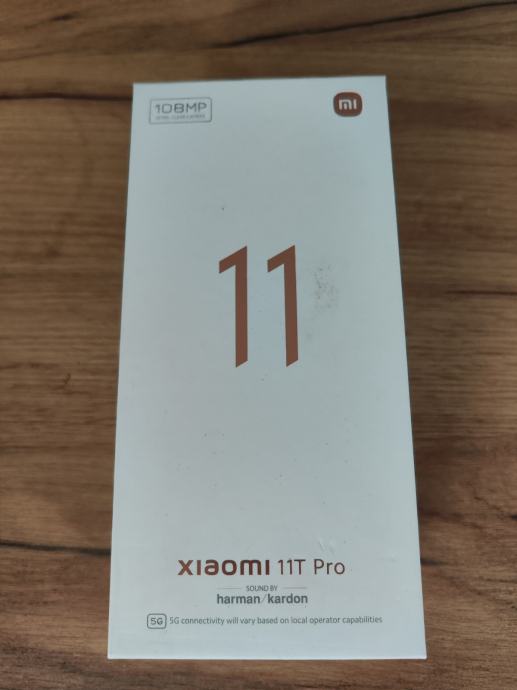 108MP
mi
11
xiaomi 11T Pro
SOUND BY
harman/kardon
5G 5G connectivity will vary based on local operator capabilities